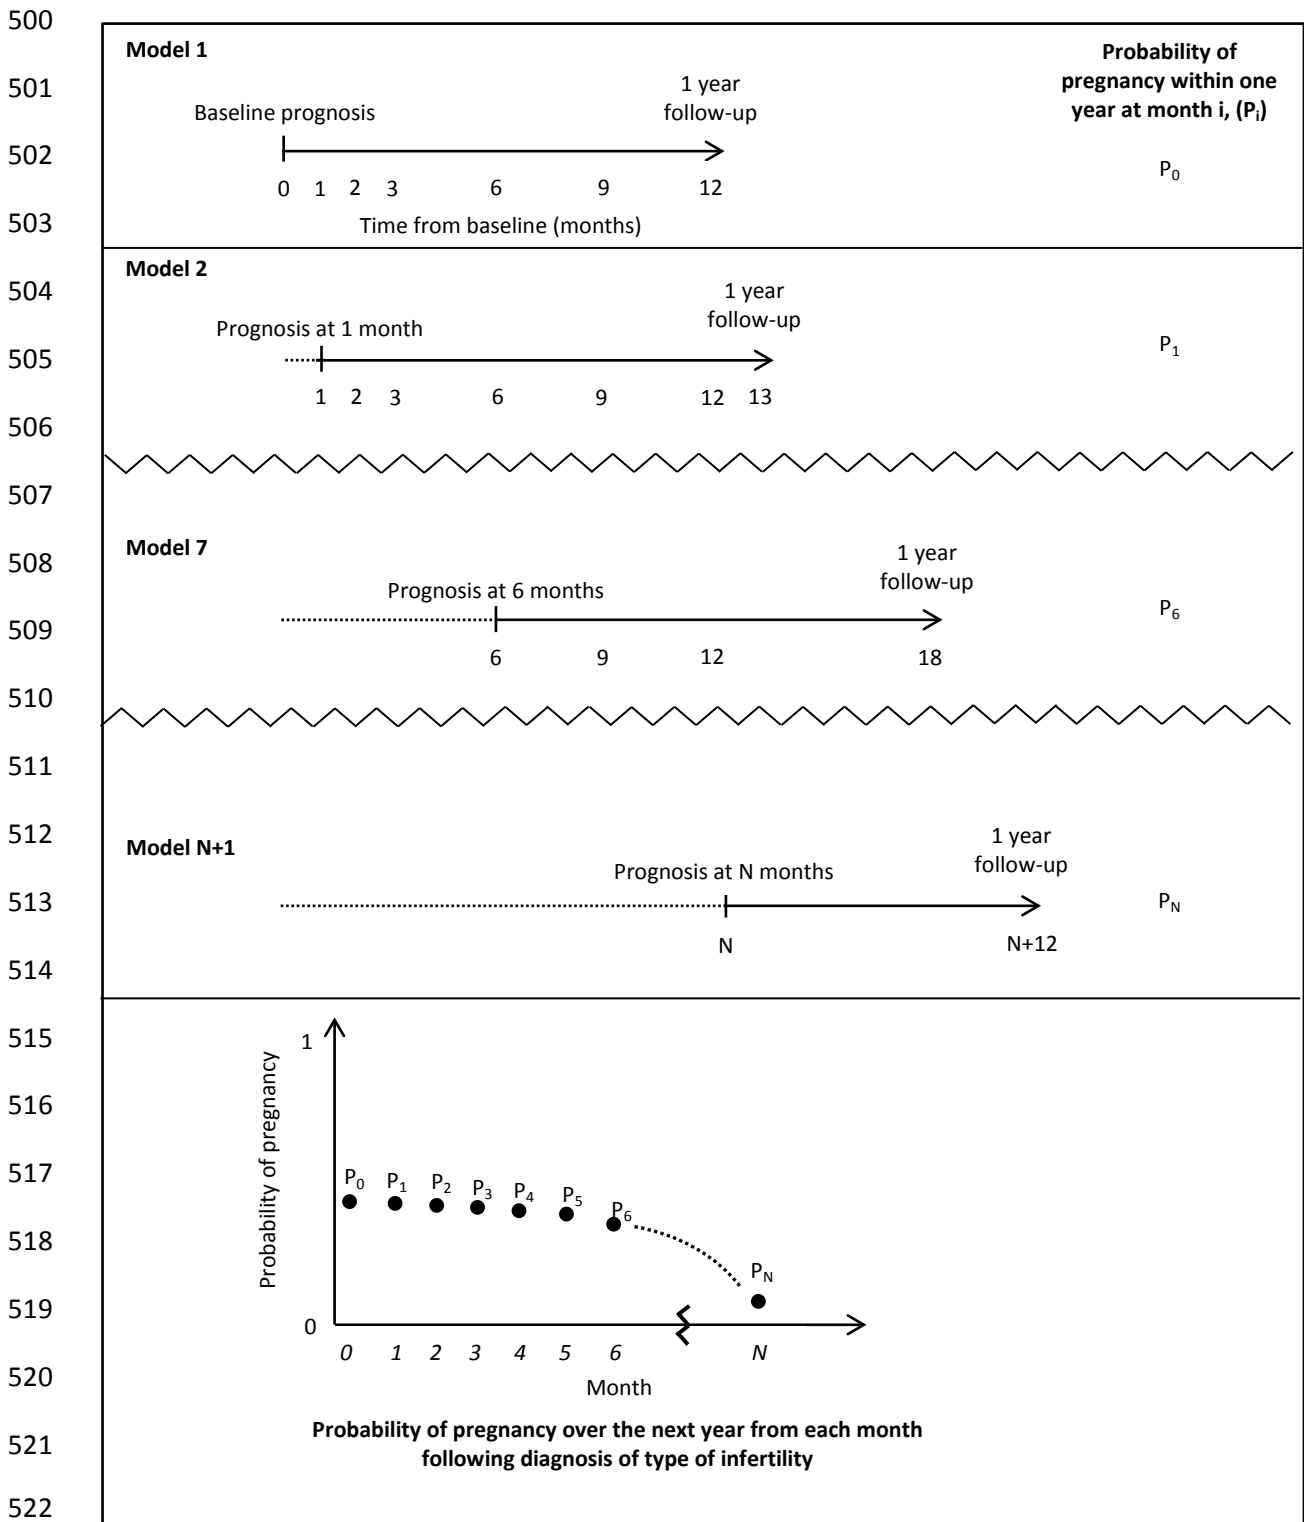 500
Model 1
Probability of
pregnancy within one
year at month i, (Pi)
501
1 year
follow-up
Baseline prognosis
502
P0
0 1 2 3 6 9 12
503
Time from baseline (months)
Model 2
504
1 year
follow-up
Prognosis at 1 month
505
P1
1 2 3 6 9 12 13
506
507
Model 7
508
1 year
follow-up
Prognosis at 6 months
509
P6
6 9 12 18
510
511
512
Model N+1
1 year
follow-up
Prognosis at N months
513
PN
N N+12
514
515
1
Probability of pregnancy
516
517
P0 P1 P2 P3 P4 P5 P6
518
PN
519
0
0 1 2 3 4 5 6 N
520
Month
521
Probability of pregnancy over the next year from each month
following diagnosis of type of infertility
522